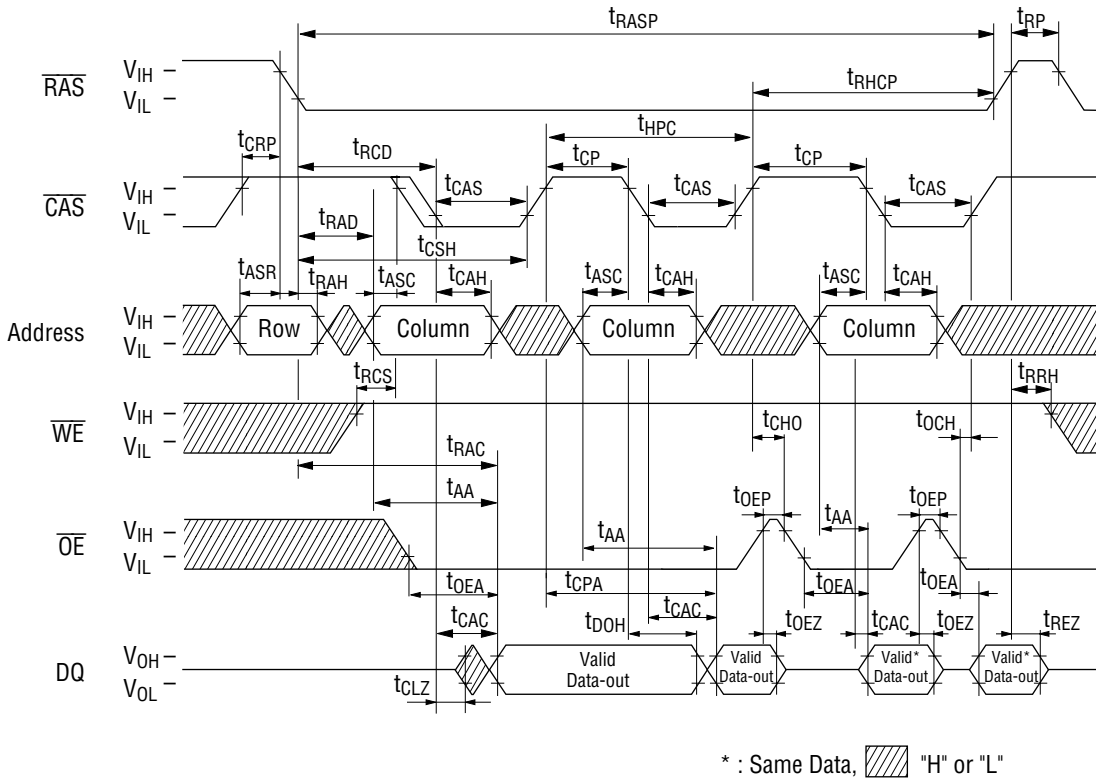 tRASP
tRP
RAS
VIH
VIL
tRHCP
tHPC
tCRP
tRCD
tCP
tCP
CAS
VIH
VIL
tCAS
tCAS
tCAS
tRAD
tCSH
tASR
tRAH
tASC
tCAH
tASC
tCAH
tASC
tCAH
Address
VIH
VIL
Row
Column
Column
Column
tRCS
tRRH
WE
VIH
VIL
tCHO
tOCH
tRAC
tAA
tOEP
tOEP
OE
VIH
VIL
tAA
tAA
tOEA
tCPA
tOEA
tOEA
tCAC
tCAC
tDOH
tOEZ
tCAC
tOEZ
tREZ
DQ
VOH
VOL
Valid
Data-out
Valid
Data-out
Valid*
Data-out
Valid*
Data-out
tCLZ
* : Same Data, "H" or "L"